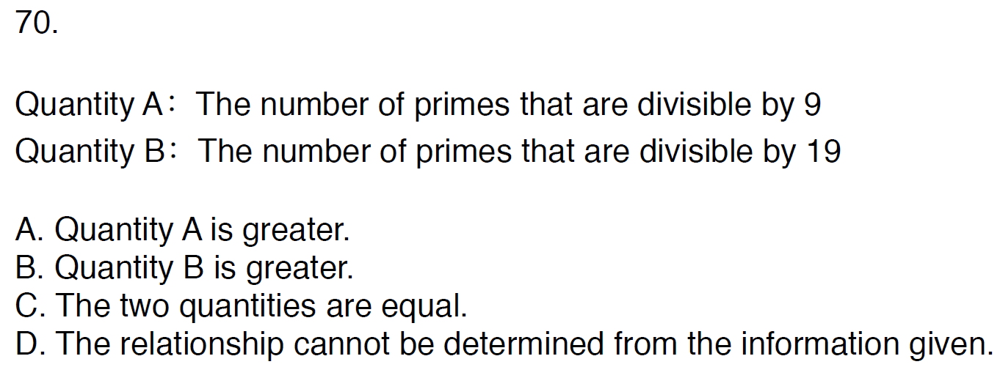 70.
Quantity A： The number of primes that are divisible by 9
Quantity B： The number of primes that are divisible by 19
A. Quantity A is greater.
B. Quantity B is greater.
C. The two quantities are equal.
D. The relationship cannot be determined from the information given.